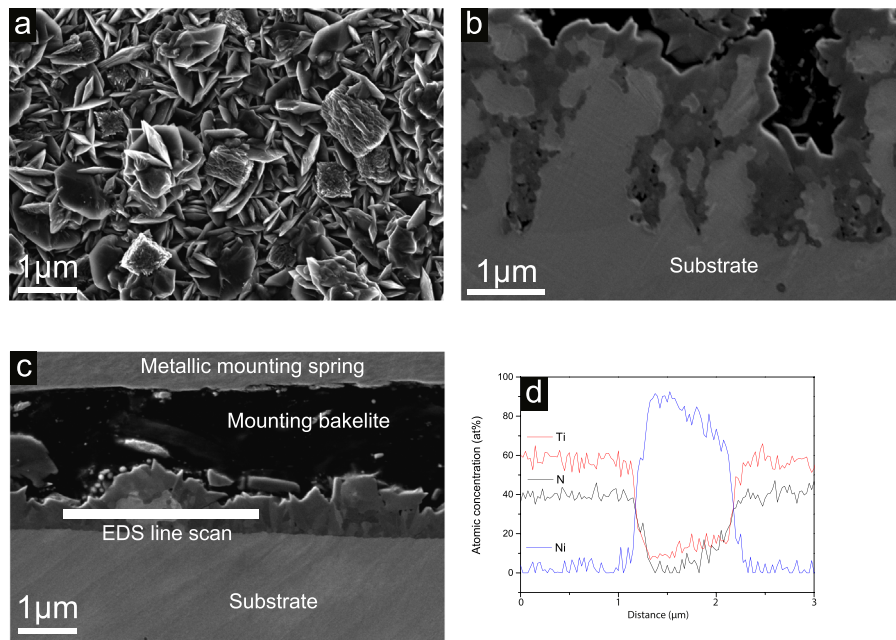 a
1µm
b
Substrate
1µm
c
Metallic mounting spring
Mounting bakelite
EDS line scan
Substrate
1µm
d
100
80
60
40
20
0
Atomic concentration (at%)
Ti
N
Ni
0
1
2
3
Distance (µm)